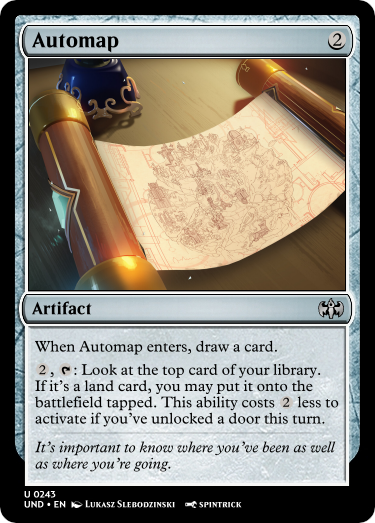 Automap 2
Artifact
When Automap enters, draw a card.
2, T: Look at the top card of your library.
If it's a land card, you may put it onto the
battlefield tapped. This ability costs 2 less to
activate if you've unlocked a door this turn.
It's important to know where you've been as well
as where you're going.
U 0243
UND • EN Lukasz Slebodzinski SPINTRICK